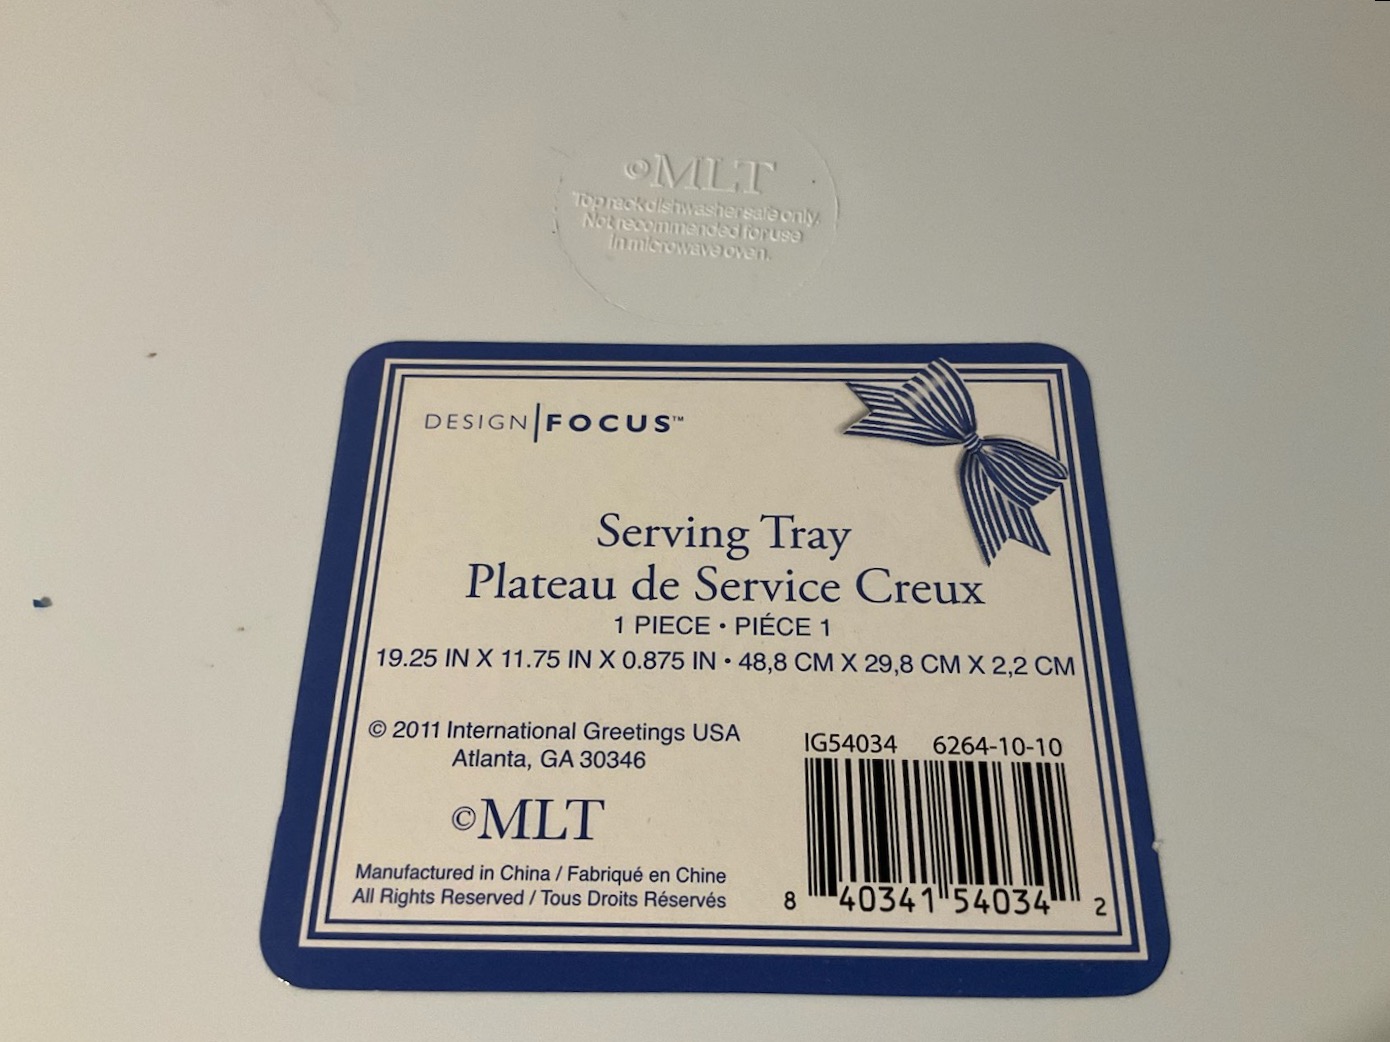 ©MLT
Top rack dishwasher safe only.
Not recommended for use
in microwave oven.
DESIGN|FOCUS™
Serving Tray
Plateau de Service Creux
1 PIECE • PIÉCE 1
19.25 IN X 11.75 IN X 0.875 IN • 48,8 CM X 29,8 CM X 2,2 CM
© 2011 International Greetings USA
Atlanta, GA 30346
©MLT
Manufactured in China / Fabriqué en Chine
All Rights Reserved / Tous Droits Réservés
IG54034 6264-10-10
8 40341 54034 2